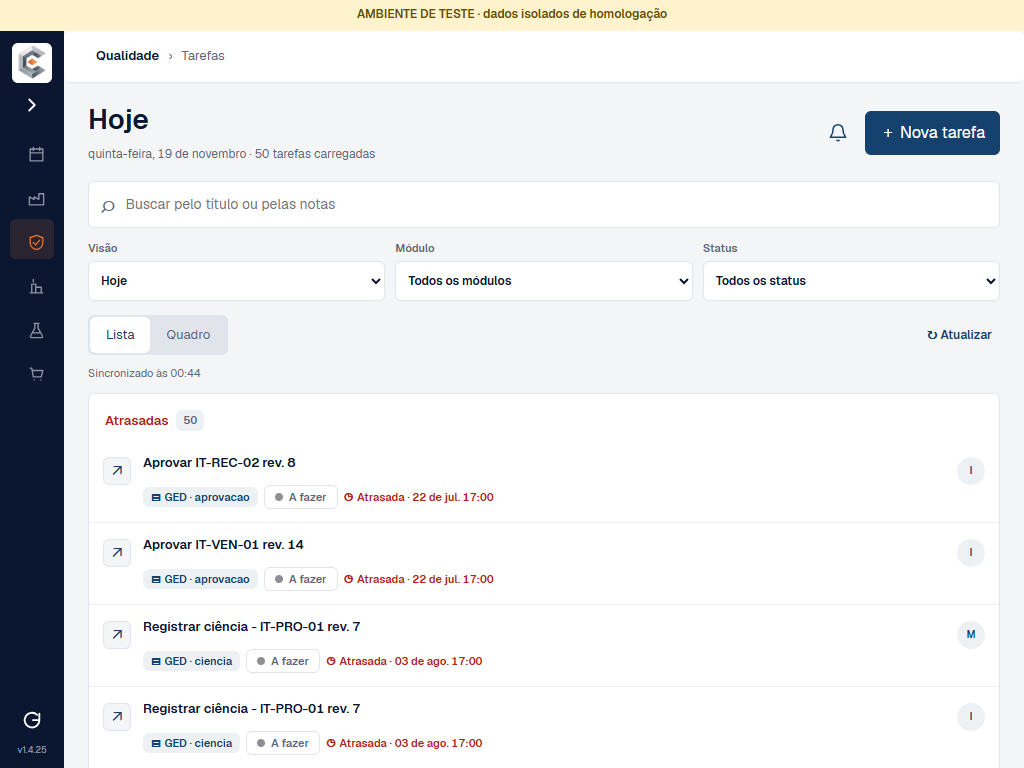 AMBIENTE DE TESTE · dados isolados de homologação
Qualidade › Tarefas
Hoje
quinta-feira, 19 de novembro · 50 tarefas carregadas
+ Nova tarefa
Buscar pelo título ou pelas notas
Visão
Módulo
Status
Hoje
Todos os módulos
Todos os status
Lista
Quadro
↻ Atualizar
Sincronizado às 00:44
Atrasadas 50
Aprovar IT-REC-02 rev. 8
I
GED · aprovacao
A fazer
Atrasada · 22 de jul. 17:00
Aprovar IT-VEN-01 rev. 14
I
GED · aprovacao
A fazer
Atrasada · 22 de jul. 17:00
Registrar ciência - IT-PRO-01 rev. 7
M
GED · ciencia
A fazer
Atrasada · 03 de ago. 17:00
Registrar ciência - IT-PRO-01 rev. 7
I
GED · ciencia
A fazer
Atrasada · 03 de ago. 17:00
v1.4.25